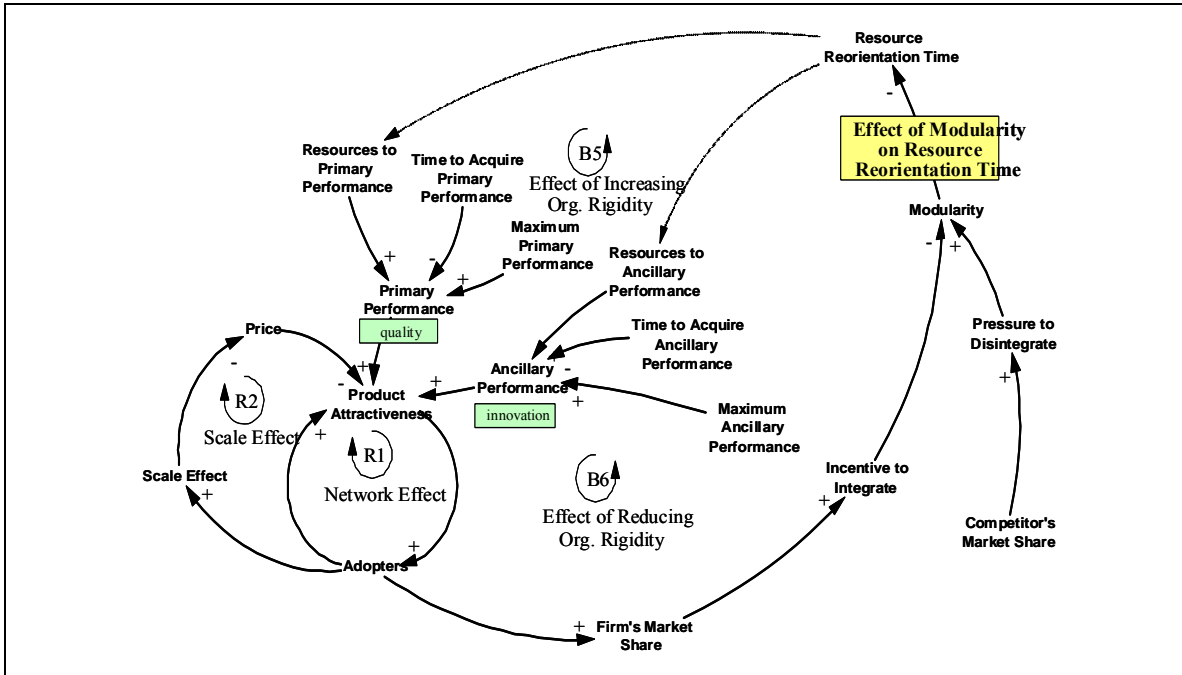 Resource
Reorientation Time
-
Effect of Modularity
on Resource
Reorientation Time
Modularity
-
+
Resources to
Primary
Performance
Time to Acquire
Primary
Performance
B5
Effect of Increasing
Org. Rigidity
Maximum
Primary
Performance
+
-
+
Primary
Performance
quality
Resources to
Ancillary
Performance
Time to Acquire
Ancillary
Performance
Pressure to
Disintegrate
+
Price
-
+
-
Product
Attractiveness
+
+
Ancillary
Performance
innovation
-
+
Maximum
Ancillary
Performance
R2
Scale Effect
R1
Network Effect
Scale Effect
+
B6
Effect of Reducing
Org. Rigidity
Incentive to
Integrate
+
Competitor's
Market Share
Adopters
+
+
Firm's Market
Share